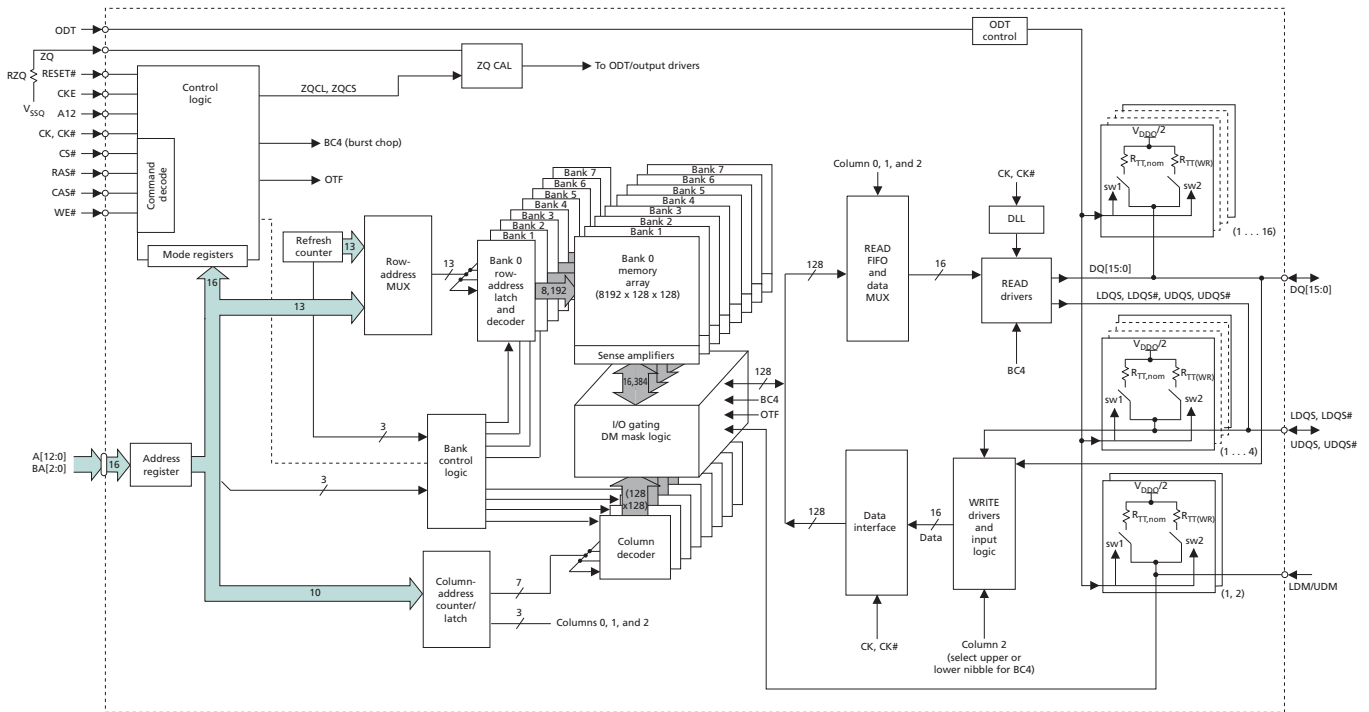 ODT
ODT
control
ZQ
RZQ
RESET#
ZQ CAL
To ODT/output drivers
Control
logic
CKE
ZQCL, ZQCS
VSSQ
A12
CK, CK#
BC4 (burst chop)
CS#
RAS#
OTF
CAS#
WE#
Command
decode
Mode registers
16
Refresh
counter
13
13
Row-
address
MUX
13
Bank 7
Bank 6
Bank 5
Bank 4
Bank 3
Bank 2
Bank 1
Bank 0
row-
address
latch
and
decoder
8,192
Bank 7
Bank 6
Bank 5
Bank 4
Bank 3
Bank 2
Bank 1
Bank 0
memory
array
(8192 x 128 x 128)
Sense amplifiers
16,384
I/O gating
DM mask logic
128
BC4
OTF
(128
x128)
Column
decoder
3
Bank
control
logic
3
A[12:0]
BA[2:0]
16
Address
register
10
Column-
address
counter/
latch
7
3
Columns 0, 1, and 2
Column 0, 1, and 2
128
READ
FIFO
and
data
MUX
16
CK, CK#
DLL
READ
drivers
BC4
DQ[15:0]
LDQS, LDQS#, UDQS, UDQS#
DQ[15:0]
VDDQ/2
RTT,nom
RTT(WR)
sw1
sw2
(1 . . . 16)
VDDQ/2
RTT,nom
RTT(WR)
sw1
sw2
(1 . . . 4)
LDQS, LDQS#
UDQS, UDQS#
VDDQ/2
RTT,nom
RTT(WR)
sw1
sw2
(1, 2)
LDM/UDM
128
Data
interface
16
Data
WRITE
drivers
and
input
logic
CK, CK#
Column 2
(select upper or
lower nibble for BC4)